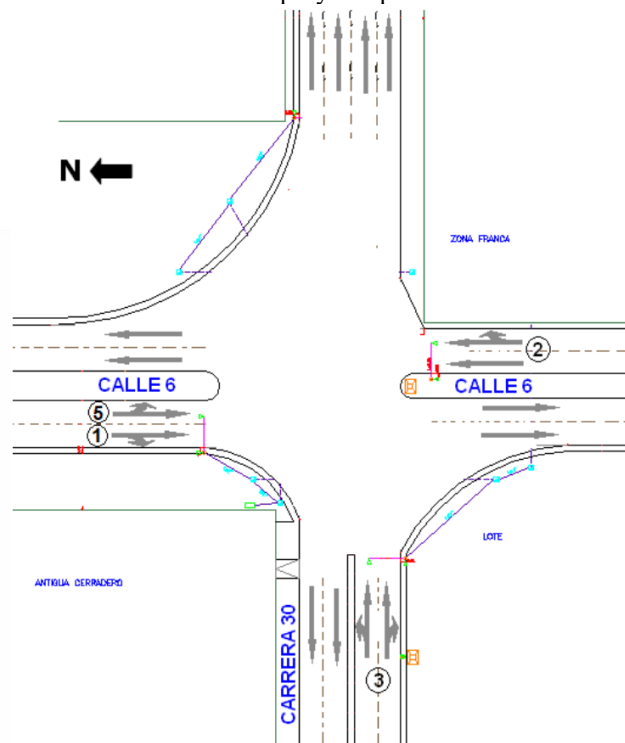 N
ZONA FRANCA
2
CALLE 6
CALLE 6
5
1
LOTE
ANTIGUA CERRADERO
CARRERA 30
3